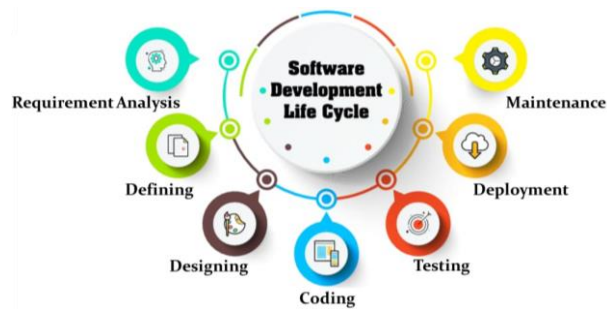 Software
Development
Life Cycle
Requirement Analysis
Defining
Designing
Coding
Testing
Deployment
Maintenance